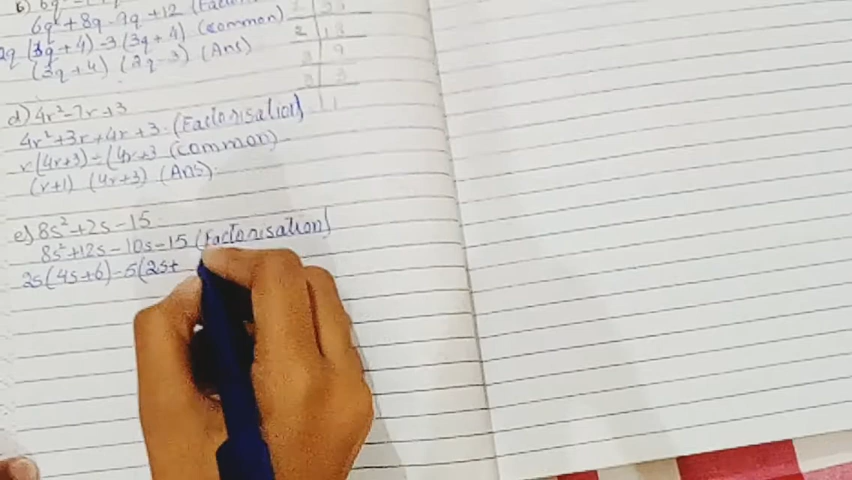 6q²+8q-9q+12
2q (3q+4)-3(3q+4) (common)
(3q+4) (2q-3) (Ans)
d) 4r²-7r+3
4r²+3r+4r+3. (Factorisation)
r(4r+3)-(4r+3 (common)
(r+1) (4r+3) (Ans).
e) 8s²+2s-15
8s²+12s-10s-15 (Factorisation)
2s(4s+6)-5(2s+